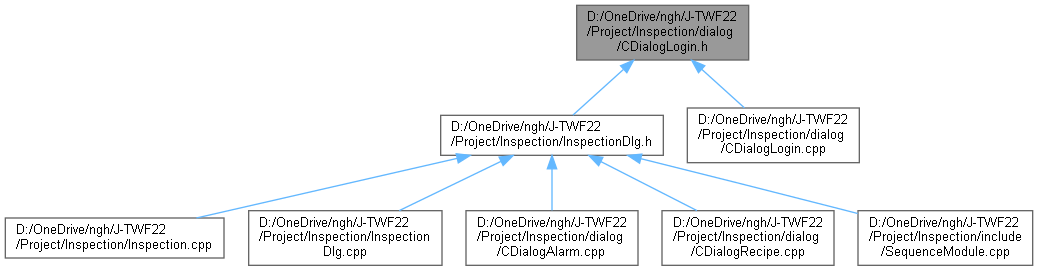 D:/OneDrive/ngh/J-TWF22
/Project/Inspection/dialog
/CDialogLogin.h
D:/OneDrive/ngh/J-TWF22
/Project/Inspection/InspectionDlg.h
D:/OneDrive/ngh/J-TWF22
/Project/Inspection/dialog
/CDialogLogin.cpp
D:/OneDrive/ngh/J-TWF22
/Project/Inspection/Inspection.cpp
D:/OneDrive/ngh/J-TWF22
/Project/Inspection/Inspection
Dlg.cpp
D:/OneDrive/ngh/J-TWF22
/Project/Inspection/dialog
/CDialogAlarm.cpp
D:/OneDrive/ngh/J-TWF22
/Project/Inspection/dialog
/CDialogRecipe.cpp
D:/OneDrive/ngh/J-TWF22
/Project/Inspection/include
/SequenceModule.cpp